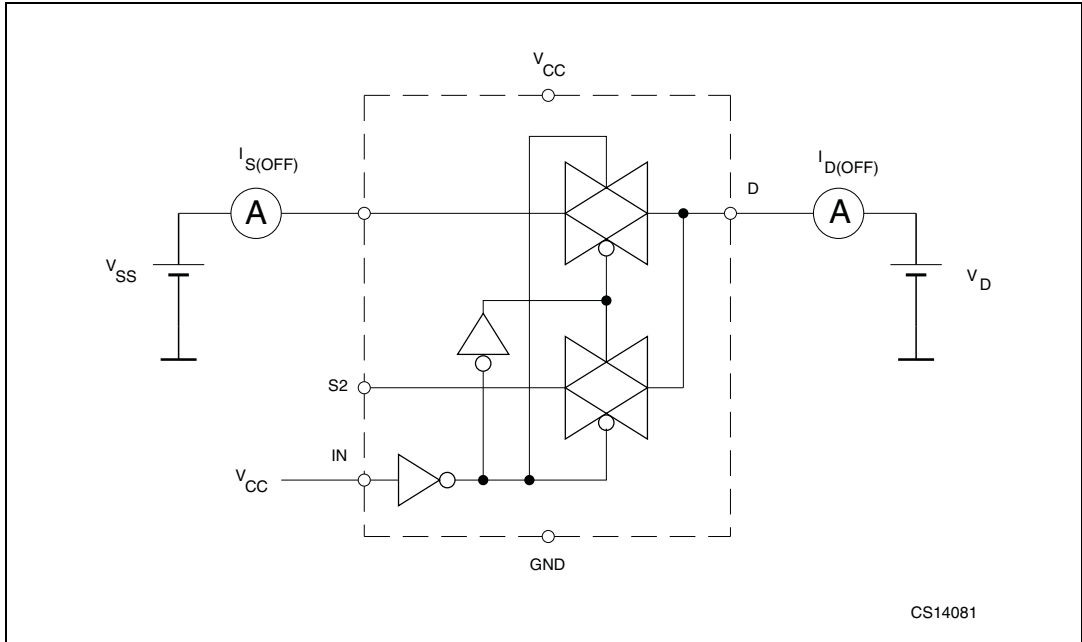 VCC
IS(OFF)
ID(OFF)
D
A
A
VSS
VD
S2
IN
VCC
GND
CS14081